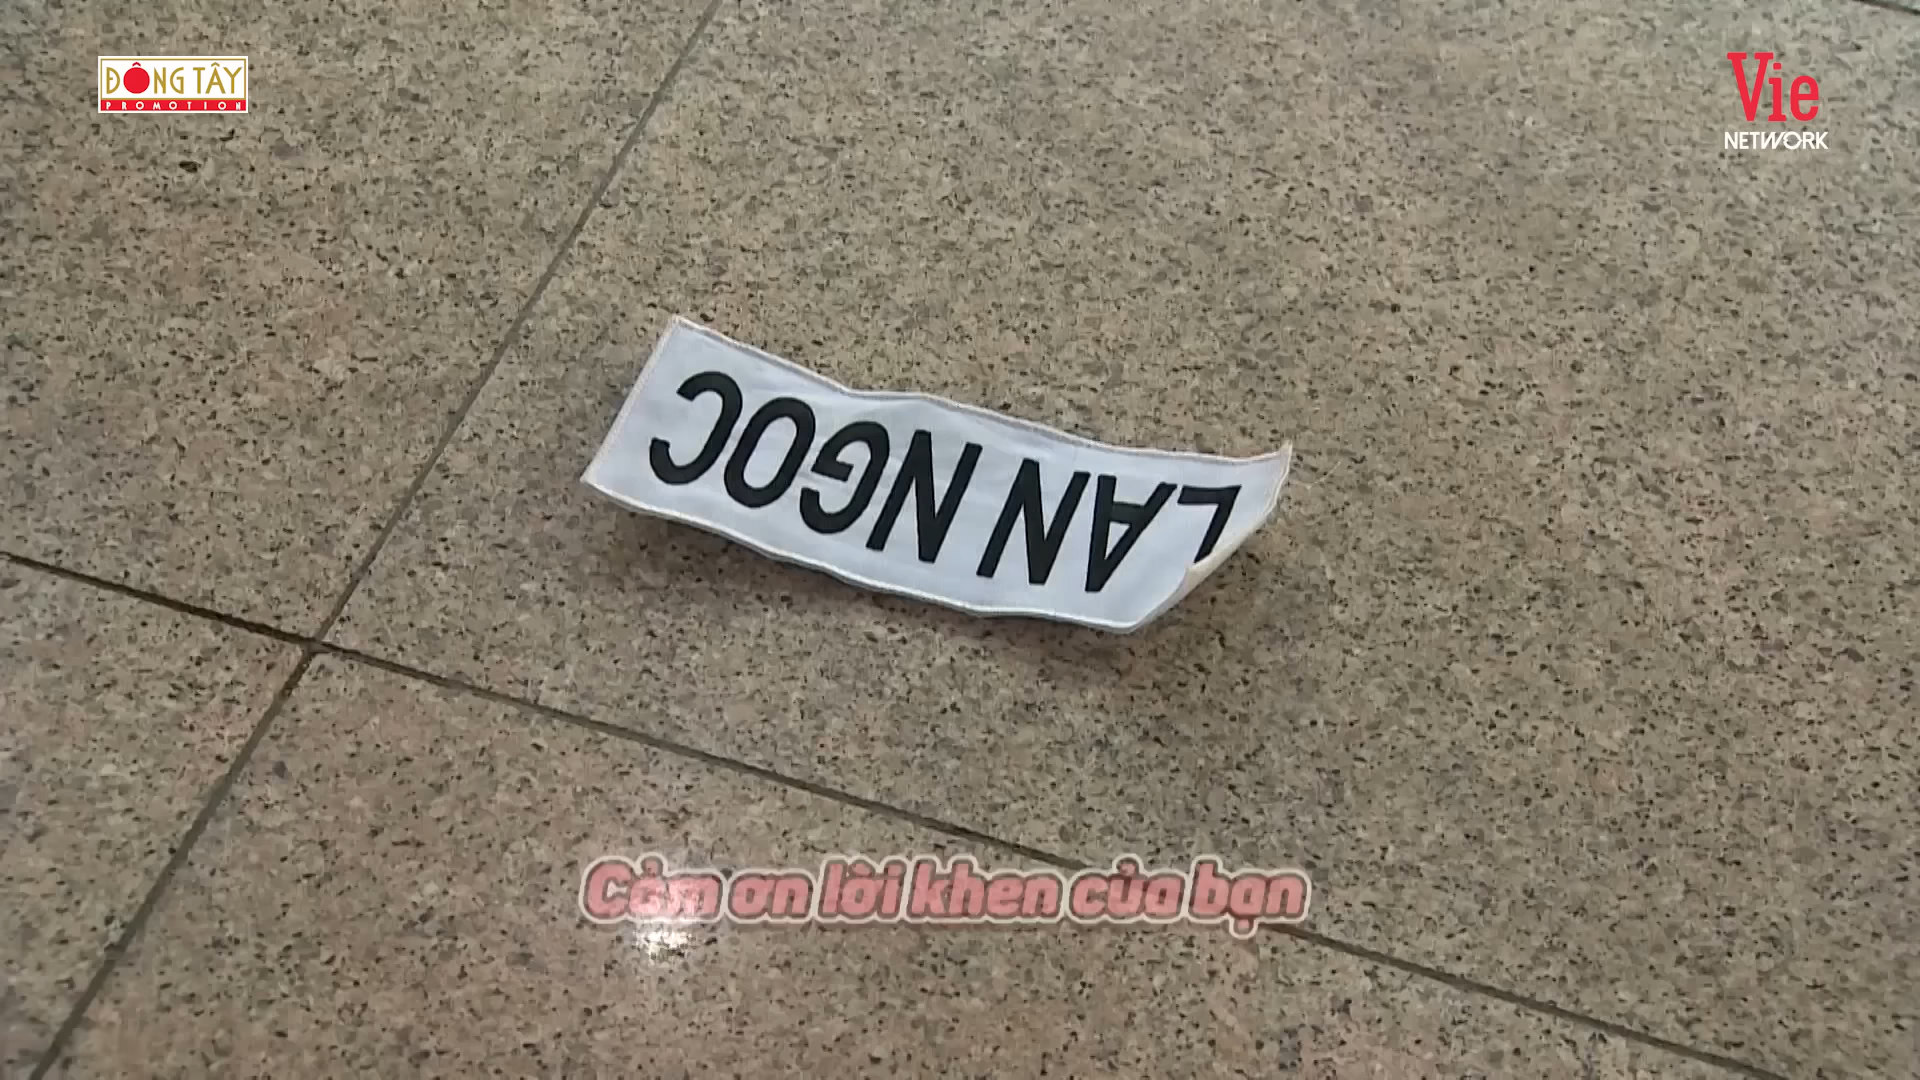 ĐÔNG TÂY
PROMOTION
Vie
NETWORK
LAN NGOC
Cảm ơn lời khen của bạn